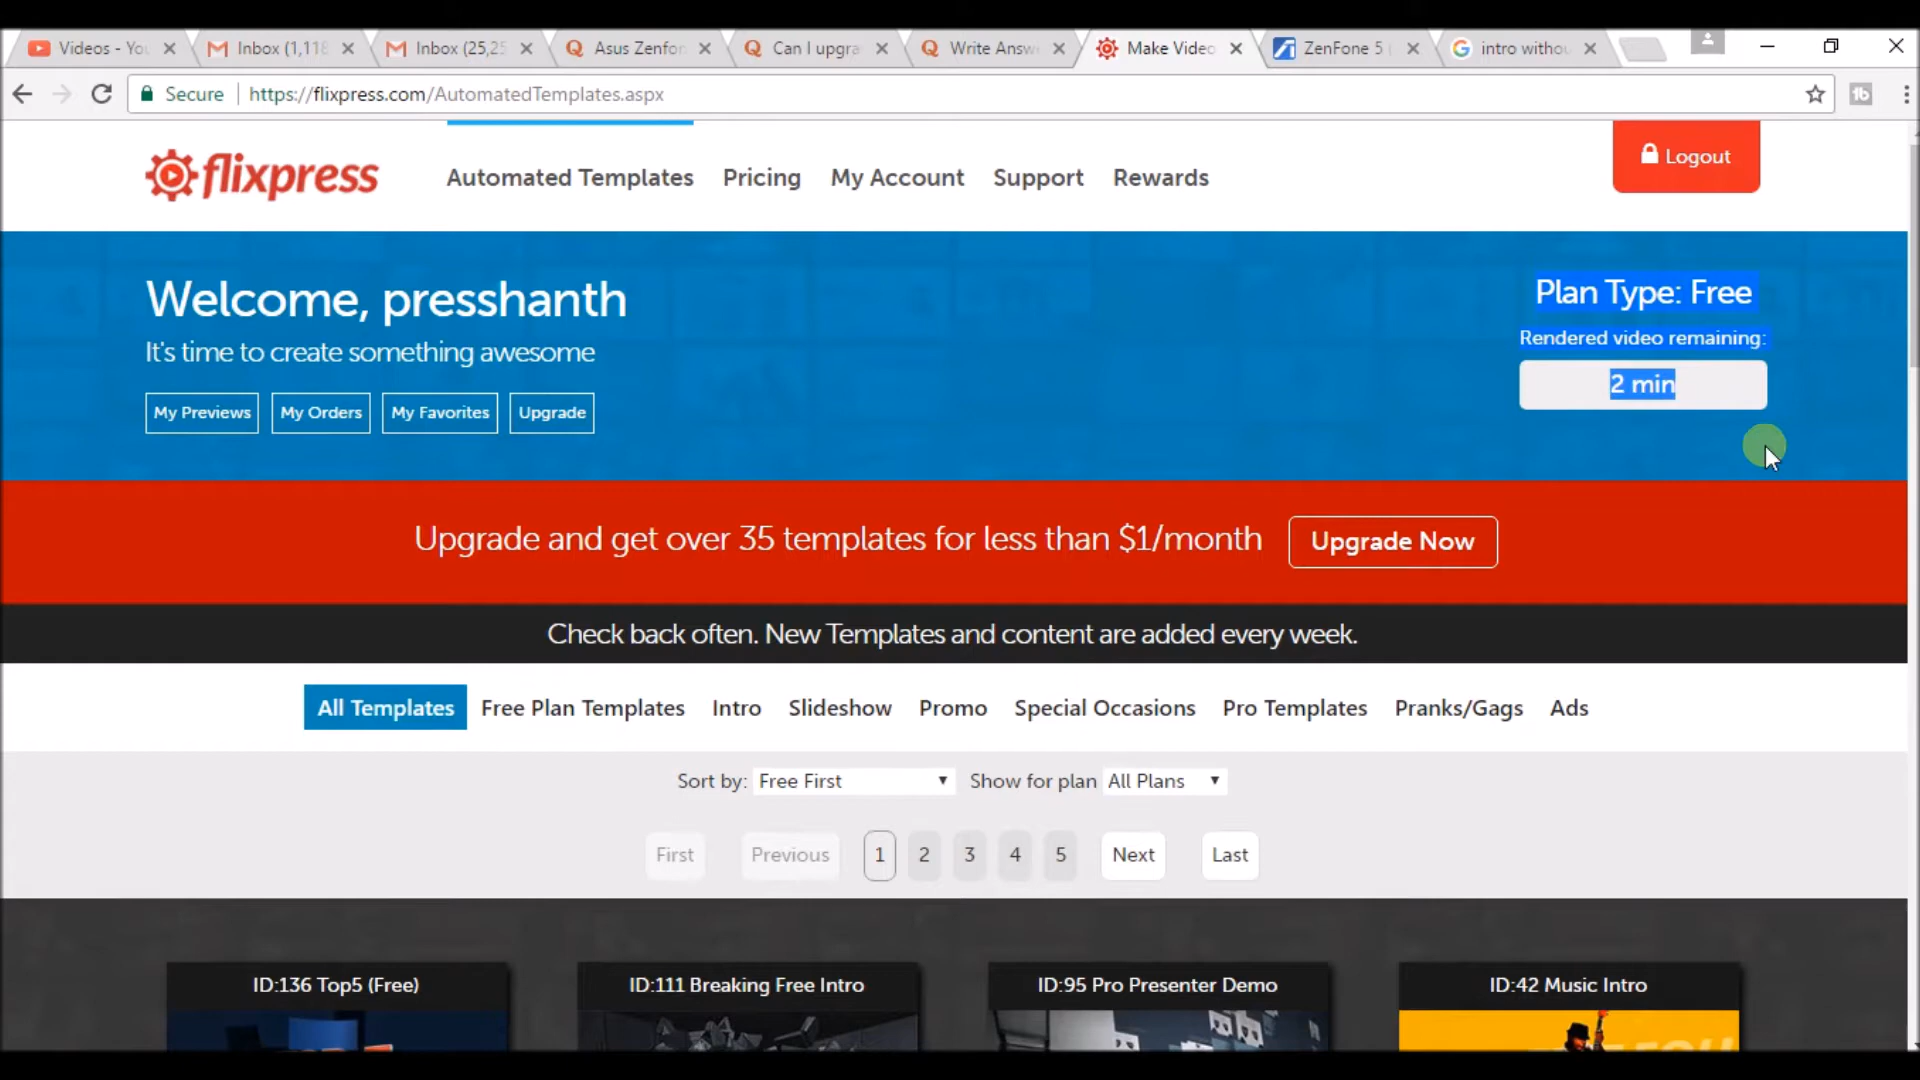 Videos - You
Inbox (1,118
Inbox (25,25
Asus Zenfon
Can I upgra
Write Answe
Make Video
ZenFone 5 (
intro withou
Secure
https://flixpress.com/AutomatedTemplates.aspx
flixpress
Automated Templates
Pricing
My Account
Support
Rewards
Logout
Welcome, presshanth
It's time to create something awesome
My Previews
My Orders
My Favorites
Upgrade
Plan Type: Free
Rendered video remaining:
2 min
Upgrade and get over 35 templates for less than $1/month
Upgrade Now
Check back often. New Templates and content are added every week.
All Templates
Free Plan Templates
Intro
Slideshow
Promo
Special Occasions
Pro Templates
Pranks/Gags
Ads
Sort by: Free First
Show for plan All Plans
First
Previous
1
2
3
4
5
Next
Last
ID:136 Top5 (Free)
ID:111 Breaking Free Intro
ID:95 Pro Presenter Demo
ID:42 Music Intro